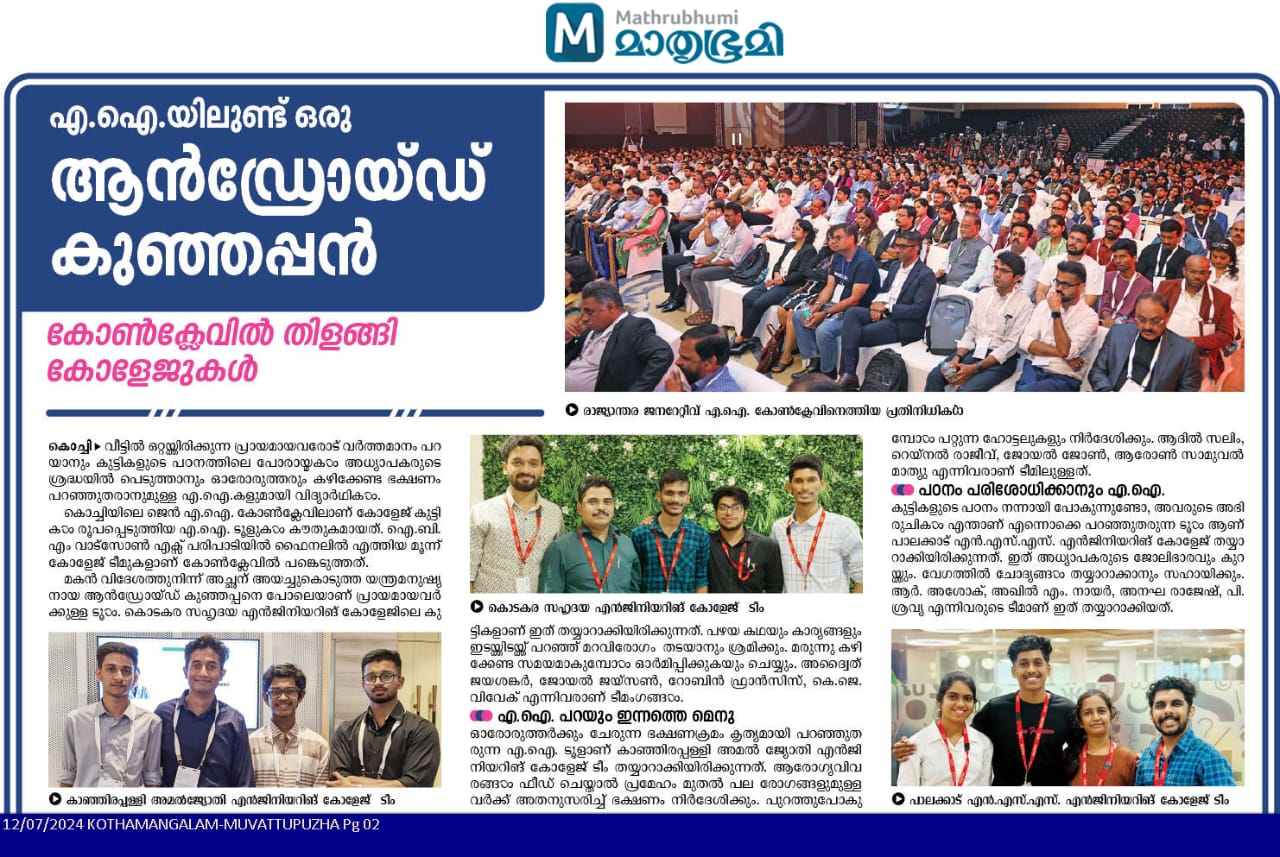 Mathrubhumi
M മാതൃഭൂമി
എ.ഐ.യിലുണ്ട് ഒരു
ആൻഡ്രോയ്ഡ്
കുഞ്ഞപ്പൻ
കോൺക്ലേവിൽ തിളങ്ങി
കോളേജുകൾ
രാജ്യാന്തര ജനറേറ്റീവ് എ.ഐ. കോൺക്ലേവിനെത്തിയ പ്രതിനിധികൾ
കൊച്ചി ▸ വീട്ടിൽ ഒറ്റയ്ക്കിരിക്കുന്ന പ്രായമായവരോട് വർത്തമാനം പറ
യാനും കുട്ടികളുടെ പഠനത്തിലെ പോരായ്മകൾ അധ്യാപകരുടെ
ശ്രദ്ധയിൽ പെടുത്താനും ഓരോരുത്തരും കഴിക്കേണ്ട ഭക്ഷണം
പറഞ്ഞുതരാനുമുള്ള എ.ഐ.കളുമായി വിദ്യാർഥികൾ.
കൊച്ചിയിലെ ജെൻ എ.ഐ. കോൺക്ലേവിലാണ് കോളേജ് കുട്ടി
കൾ രൂപപ്പെടുത്തിയ എ.ഐ. ടൂളുകൾ കൗതുകമായത്. ഐ.ബി.
എം വാട്സോൺ എക്സ് പരിപാടിയിൽ ഫൈനലിൽ എത്തിയ മൂന്ന്
കോളേജ് ടീമുകളാണ് കോൺക്ലേവിൽ പങ്കെടുത്തത്.
മകൻ വിദേശത്തുനിന്ന് അച്ഛന് അയച്ചുകൊടുത്ത യന്ത്രമനുഷ്യ
നായ ആൻഡ്രോയ്ഡ് കുഞ്ഞപ്പനെ പോലെയാണ് പ്രായമായവർ
ക്കുള്ള ടൂൾ. കൊടകര സഹൃദയ എൻജിനിയറിങ് കോളേജിലെ കു
കാഞ്ഞിരപ്പള്ളി അമൽജ്യോതി എൻജിനിയറിങ് കോളേജ് ടീം
കൊടകര സഹൃദയ എൻജിനിയറിങ് കോളേജ് ടീം
ട്ടികളാണ് ഇത് തയ്യാറാക്കിയിരിക്കുന്നത്. പഴയ കഥയും കാര്യങ്ങളും
ഇടയ്ക്കിടയ്ക്ക് പറഞ്ഞ് മറവിരോഗം തടയാനും ശ്രമിക്കും. മരുന്നു കഴി
ക്കേണ്ട സമയമാകുമ്പോൾ ഓർമിപ്പിക്കുകയും ചെയ്യും. അദ്വൈത്
ജയശങ്കർ, ജോയൽ ജയ്സൺ, റോബിൻ ഫ്രാൻസിസ്, കെ.ജെ.
വിവേക് എന്നിവരാണ് ടീമംഗങ്ങൾ.
എ.ഐ. പറയും ഇന്നത്തെ മെനു
ഓരോരുത്തർക്കും ചേരുന്ന ഭക്ഷണക്രമം കൃത്യമായി പറഞ്ഞുത
രുന്ന എ.ഐ. ടൂളാണ് കാഞ്ഞിരപ്പള്ളി അമൽ ജ്യോതി എൻജി
നിയറിങ് കോളേജ് ടീം തയ്യാറാക്കിയിരിക്കുന്നത്. ആരോഗ്യവിവ
രങ്ങൾ ഫീഡ് ചെയ്താൽ പ്രമേഹം മുതൽ പല രോഗങ്ങളുമുള്ള
വർക്ക് അതനുസരിച്ച് ഭക്ഷണം നിർദേശിക്കും. പുറത്തുപോകു
മ്പോൾ പറ്റുന്ന ഹോട്ടലുകളും നിർദേശിക്കും. ആദിൽ സലിം,
റെയ്നൽ രാജീവ്, ജോയൽ ജോൺ, ആരോൺ സാമുവൽ
മാത്യു എന്നിവരാണ് ടീമിലുള്ളത്.
പഠനം പരിശോധിക്കാനും എ.ഐ.
കുട്ടികളുടെ പഠനം നന്നായി പോകുന്നുണ്ടോ, അവരുടെ അഭി
രുചികൾ എന്താണ് എന്നൊക്കെ പറഞ്ഞുതരുന്ന ടൂൾ ആണ്
പാലക്കാട് എൻ.എസ്.എസ്. എൻജിനിയറിങ് കോളേജ് തയ്യാ
റാക്കിയിരിക്കുന്നത്. ഇത് അധ്യാപകരുടെ ജോലിഭാരവും കുറ
യ്ക്കും. വേഗത്തിൽ ചോദ്യങ്ങൾ തയ്യാറാക്കാനും സഹായിക്കും.
ആർ. അശോക്, അഖിൽ എം. നായർ, അനഘ രാജേഷ്, പി.
ശ്രവ്യ എന്നിവരുടെ ടീമാണ് ഇത് തയ്യാറാക്കിയത്.
പാലക്കാട് എൻ.എസ്.എസ്. എൻജിനിയറിങ് കോളേജ് ടീം
12/07/2024 KOTHAMANGALAM-MUVATTUPUZHA Pg 02